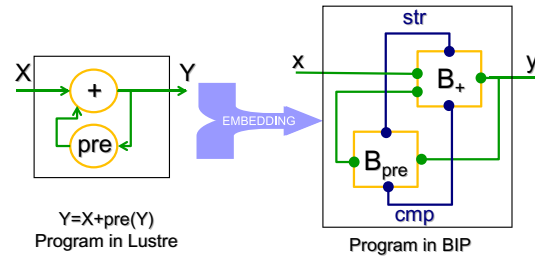 X
+
Y
pre
Y=X+pre(Y)
Program in Lustre
EMBEDDING
str
x
B+
y
Bpre
cmp
Program in BIP